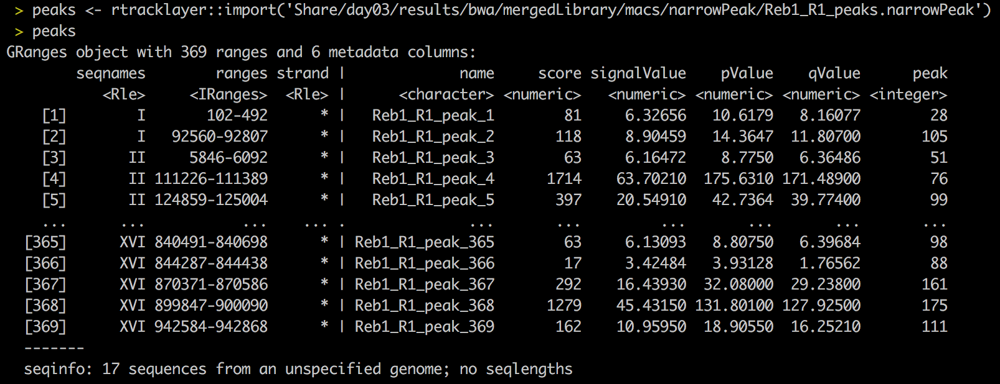 > peaks <- rtracklayer::import('Share/day03/results/bwa/mergedLibrary/macs/narrowPeak/Reb1_R1_peaks.narrowPeak')
> peaks
GRanges object with 369 ranges and 6 metadata columns:
        seqnames        ranges strand |             name     score signalValue    pValue    qValue      peak
           <Rle>     <IRanges>  <Rle> |      <character> <numeric>   <numeric> <numeric> <numeric> <integer>
    [1]        I       102-492      * |    Reb1_R1_peak_1        81     6.32656   10.6179   8.16077        28
    [2]        I   92560-92807      * |    Reb1_R1_peak_2       118     8.90459   14.3647  11.80700       105
    [3]       II     5846-6092      * |    Reb1_R1_peak_3        63     6.16472    8.7750   6.36486        51
    [4]       II 111226-111389      * |    Reb1_R1_peak_4      1714    63.70210  175.6310 171.48900        76
    [5]       II 124859-125004      * |    Reb1_R1_peak_5       397    20.54910   42.7364  39.77400        99
    ...      ...           ...    ... .              ...       ...         ...       ...       ...       ...
  [365]      XVI 840491-840698      * |  Reb1_R1_peak_365        63     6.13093   8.80750   6.39684        98
  [366]      XVI 844287-844438      * |  Reb1_R1_peak_366        17     3.42484   3.93128   1.76562        88
  [367]      XVI 870371-870586      * |  Reb1_R1_peak_367       292    16.43930  32.08000  29.23800       161
  [368]      XVI 899847-900090      * |  Reb1_R1_peak_368      1279    45.43150 131.80100 127.92500       175
  [369]      XVI 942584-942868      * |  Reb1_R1_peak_369       162    10.95950  18.90550  16.25210       111
  -------
  seqinfo: 17 sequences from an unspecified genome; no seqlengths